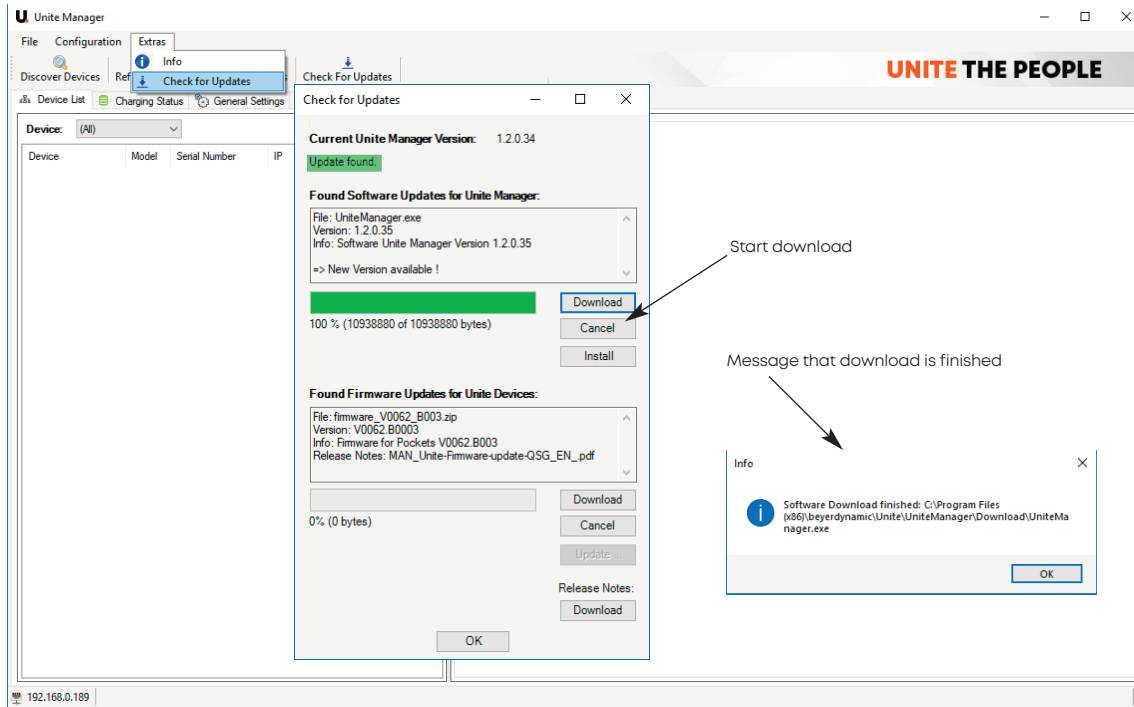 Unite Manager
File Configuration Extras
Info
Check for Updates
Discover Devices Ref Check For Updates
UNITE THE PEOPLE
Device List Charging Status General Settings
Device: (All)
Device Model Serial Number IP
Check for Updates
Current Unite Manager Version: 1.2.0.34
Update found.
Found Software Updates for Unite Manager:
File: UniteManager.exe
Version: 1.2.0.35
Info: Software Unite Manager Version 1.2.0.35
=> New Version available !
Download
100 % (10938880 of 10938880 bytes)
Cancel
Install
Found Firmware Updates for Unite Devices:
File: firmware_V0062_B003.zip
Version: V0062.B0003
Info: Firmware for Pockets V0062.B003
Release Notes: MAN_Unite-Firmware-update-QSG_EN_.pdf
Download
0% (0 bytes)
Cancel
Update ...
Release Notes:
Download
OK
Start download
Message that download is finished
Info
Software Download finished: C:\Program Files
(x86)\beyerdynamic\Unite\UniteManager\Download\UniteMa
nager.exe
OK
192.168.0.189